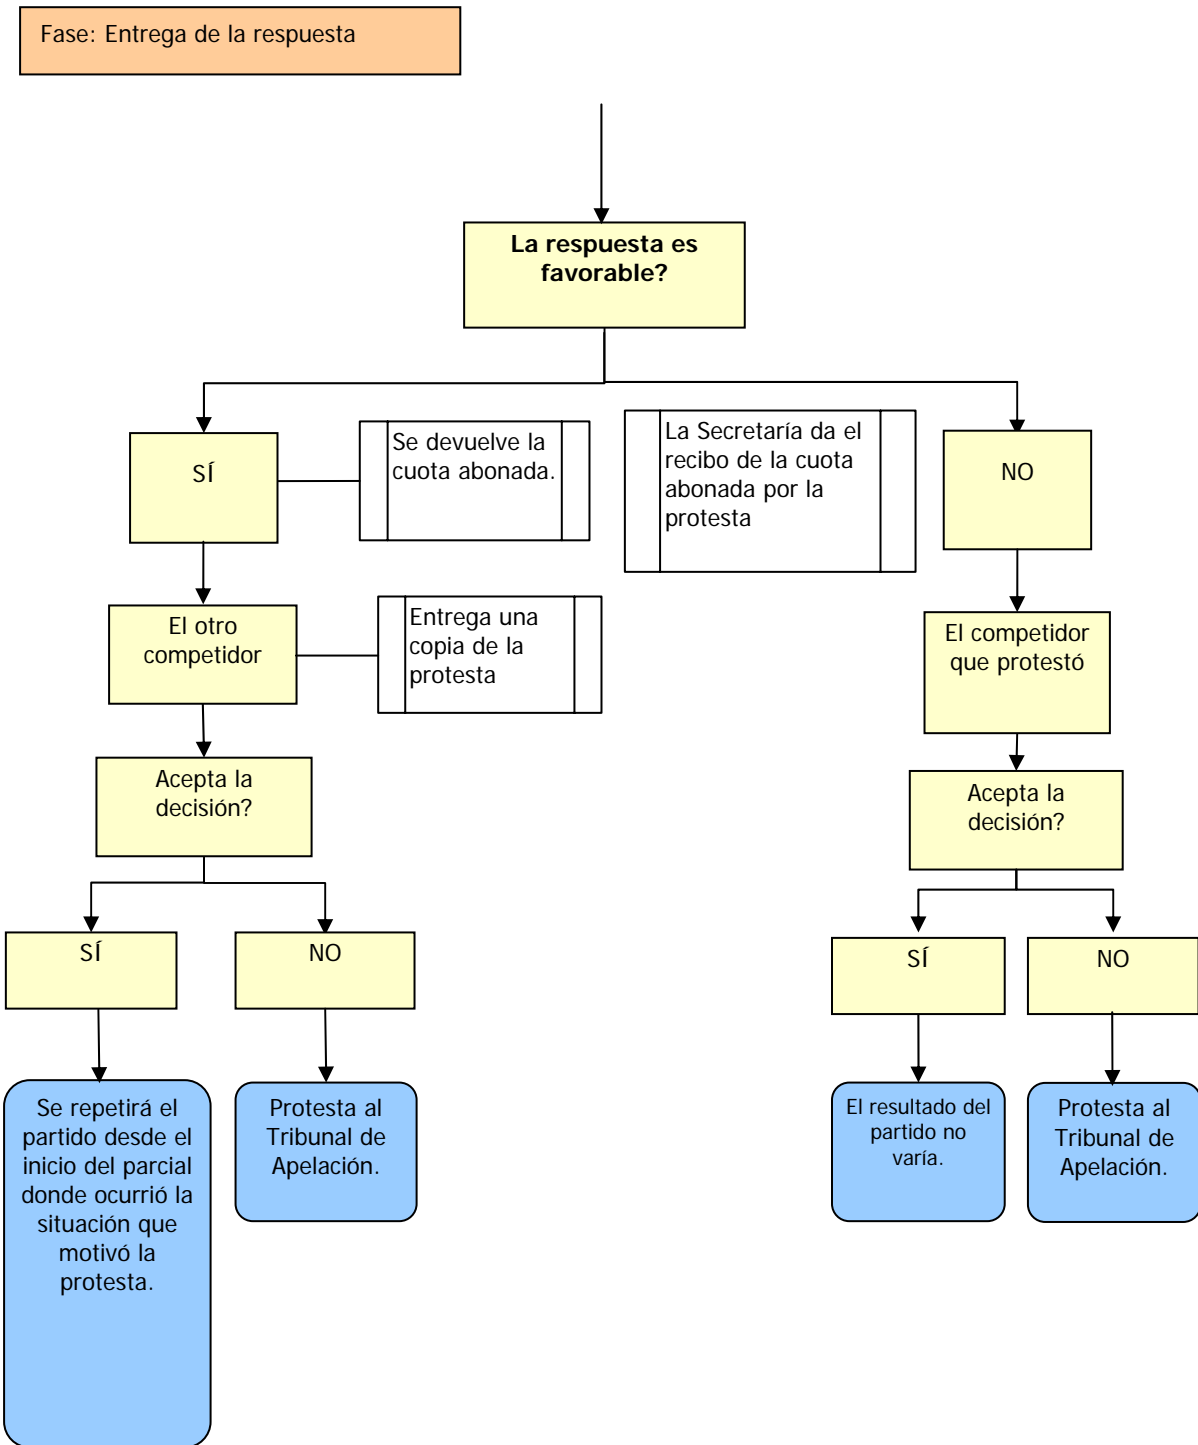 Fase: Entrega de la respuesta
La respuesta es
favorable?
SÍ
Se devuelve la
cuota abonada.
La Secretaría da el
recibo de la cuota
abonada por la
protesta
NO
El otro
competidor
Entrega una
copia de la
protesta
El competidor
que protestó
Acepta la
decisión?
Acepta la
decisión?
SÍ
NO
SÍ
NO
Se repetirá el
partido desde el
inicio del parcial
donde ocurrió la
situación que
motivó la
protesta.
Protesta al
Tribunal de
Apelación.
El resultado del
partido no
varía.
Protesta al
Tribunal de
Apelación.